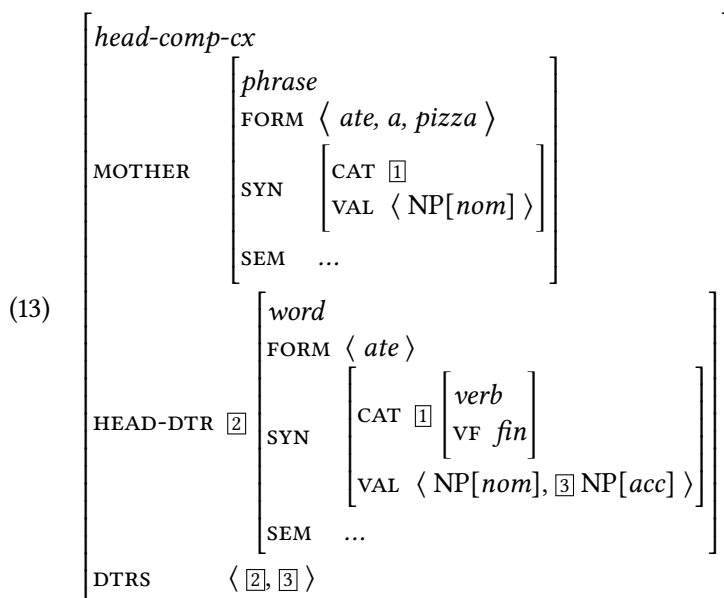 head-comp-cx
phrase
FORM ⟨ ate, a, pizza ⟩
MOTHER
SYN
CAT 1
VAL ⟨ NP[nom] ⟩
SEM …
(13)
word
FORM ⟨ ate ⟩
HEAD-DTR 2
SYN
CAT 1
verb
VF fin
VAL ⟨ NP[nom], 3 NP[acc] ⟩
SEM …
DTRS ⟨ 2, 3 ⟩